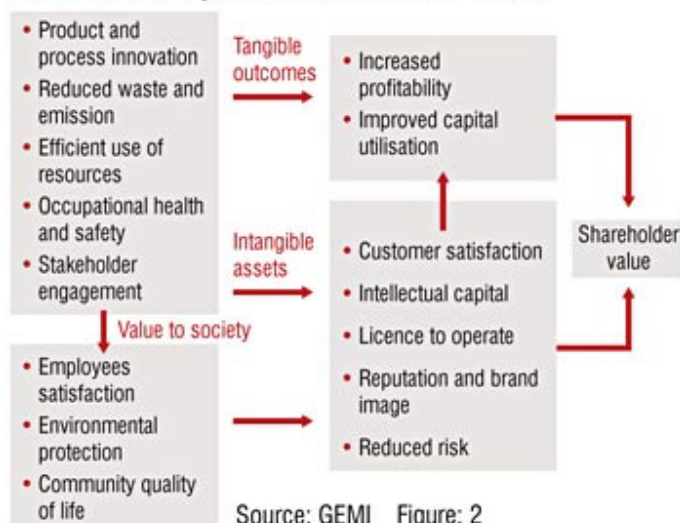 • Product and
process innovation
• Reduced waste and
emission
• Efficient use of
resources
• Occupational health
and safety
• Stakeholder
engagement
Tangible
outcomes
• Increased
profitability
• Improved capital
utilisation
Intangible
assets
• Customer satisfaction
• Intellectual capital
• Licence to operate
• Reputation and brand
image
• Reduced risk
Shareholder
value
Value to society
• Employees
satisfaction
• Environmental
protection
• Community quality
of life
Source: GEMI Figure: 2